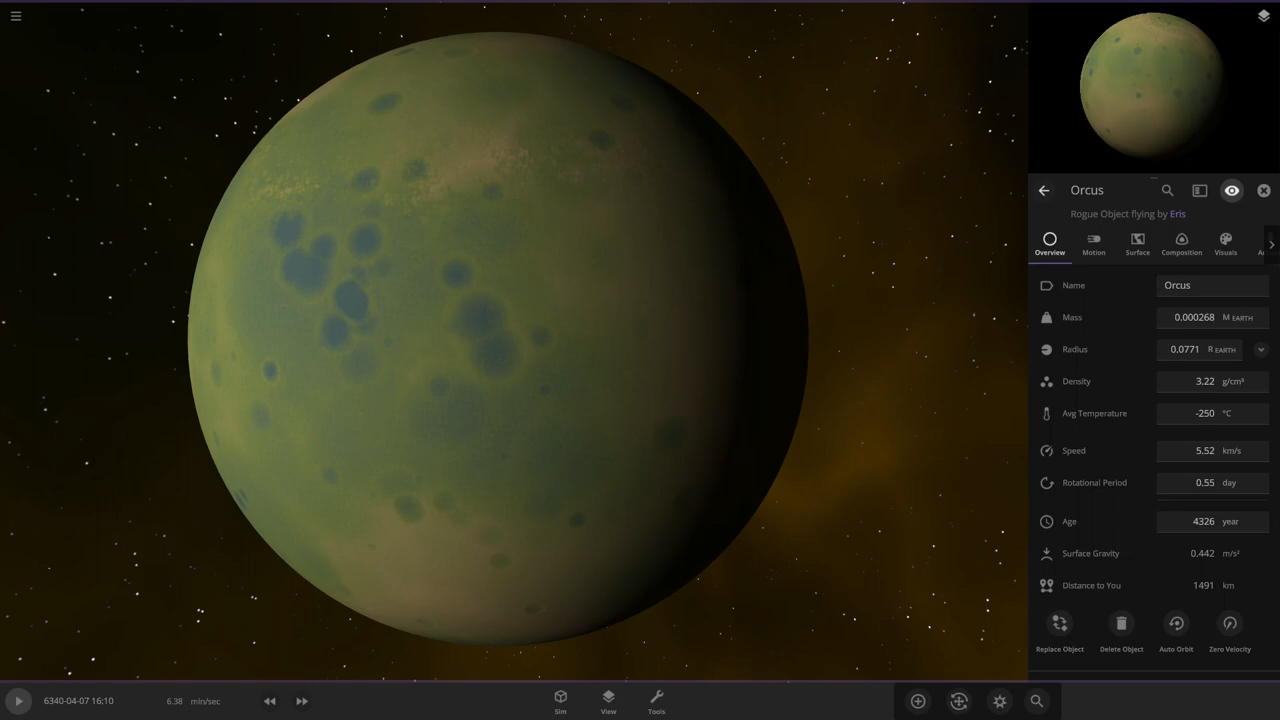 Orcus
Rogue Object flying by Eris
Overview
Motion
Surface
Composition
Visuals
Name Orcus
Mass 0.000268 M EARTH
Radius 0.0771 R EARTH
Density 3.22 g/cm³
Avg Temperature -250 °C
Speed 5.52 km/s
Rotational Period 0.55 day
Age 4326 year
Surface Gravity 0.442 m/s²
Distance to You 1491 km
Replace Object
Delete Object
Auto Orbit
Zero Velocity
6340-04-07 16:10
6.38 min/sec
Sim
View
Tools